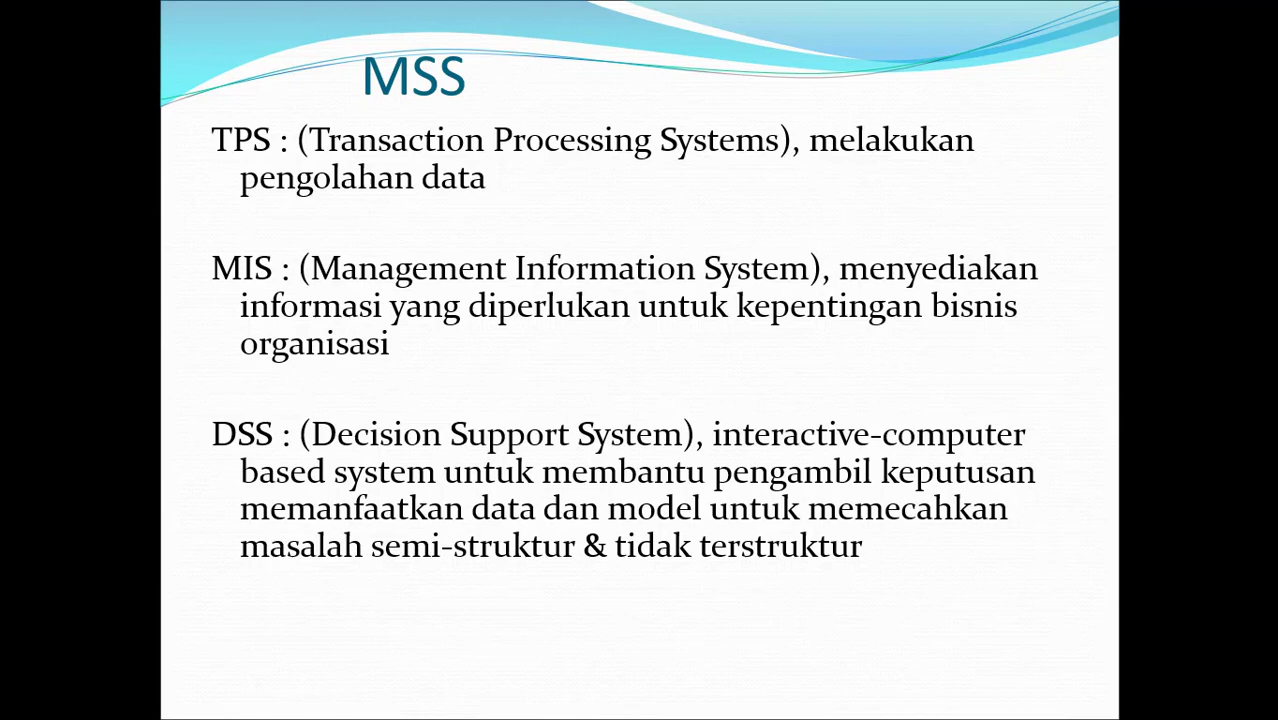 MSS
TPS : (Transaction Processing Systems), melakukan
pengolahan data
MIS : (Management Information System), menyediakan
informasi yang diperlukan untuk kepentingan bisnis
organisasi
DSS : (Decision Support System), interactive-computer
based system untuk membantu pengambil keputusan
memanfaatkan data dan model untuk memecahkan
masalah semi-struktur & tidak terstruktur